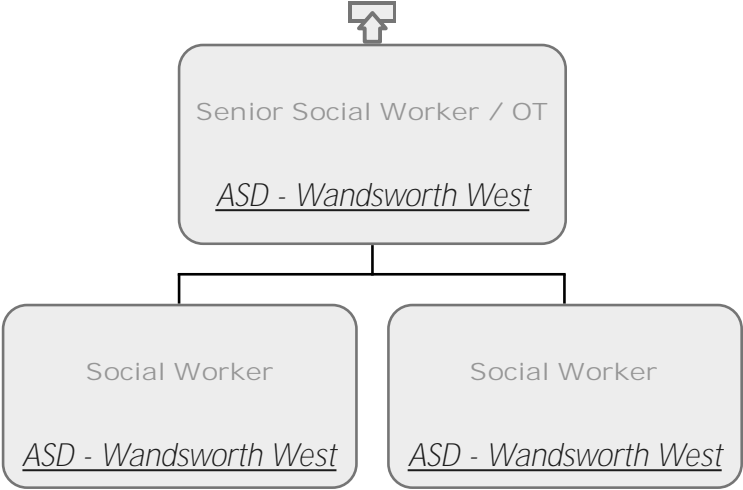 Senior Social Worker / OT
ASD - Wandsworth West
Social Worker
ASD - Wandsworth West
Social Worker
ASD - Wandsworth West